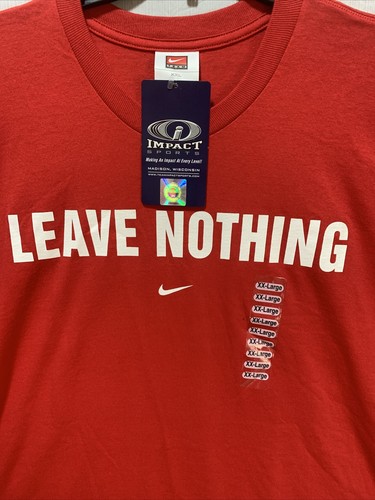 IMPACT
SPORTS
Making An Impact At Every Level!
MADISON, WISCONSIN
LEAVE NOTHING
XX-Large
XX-Large
XX-Large
XX-Large
XX-Large
XX-Large
XX-Large
XX-Large
XX-Large